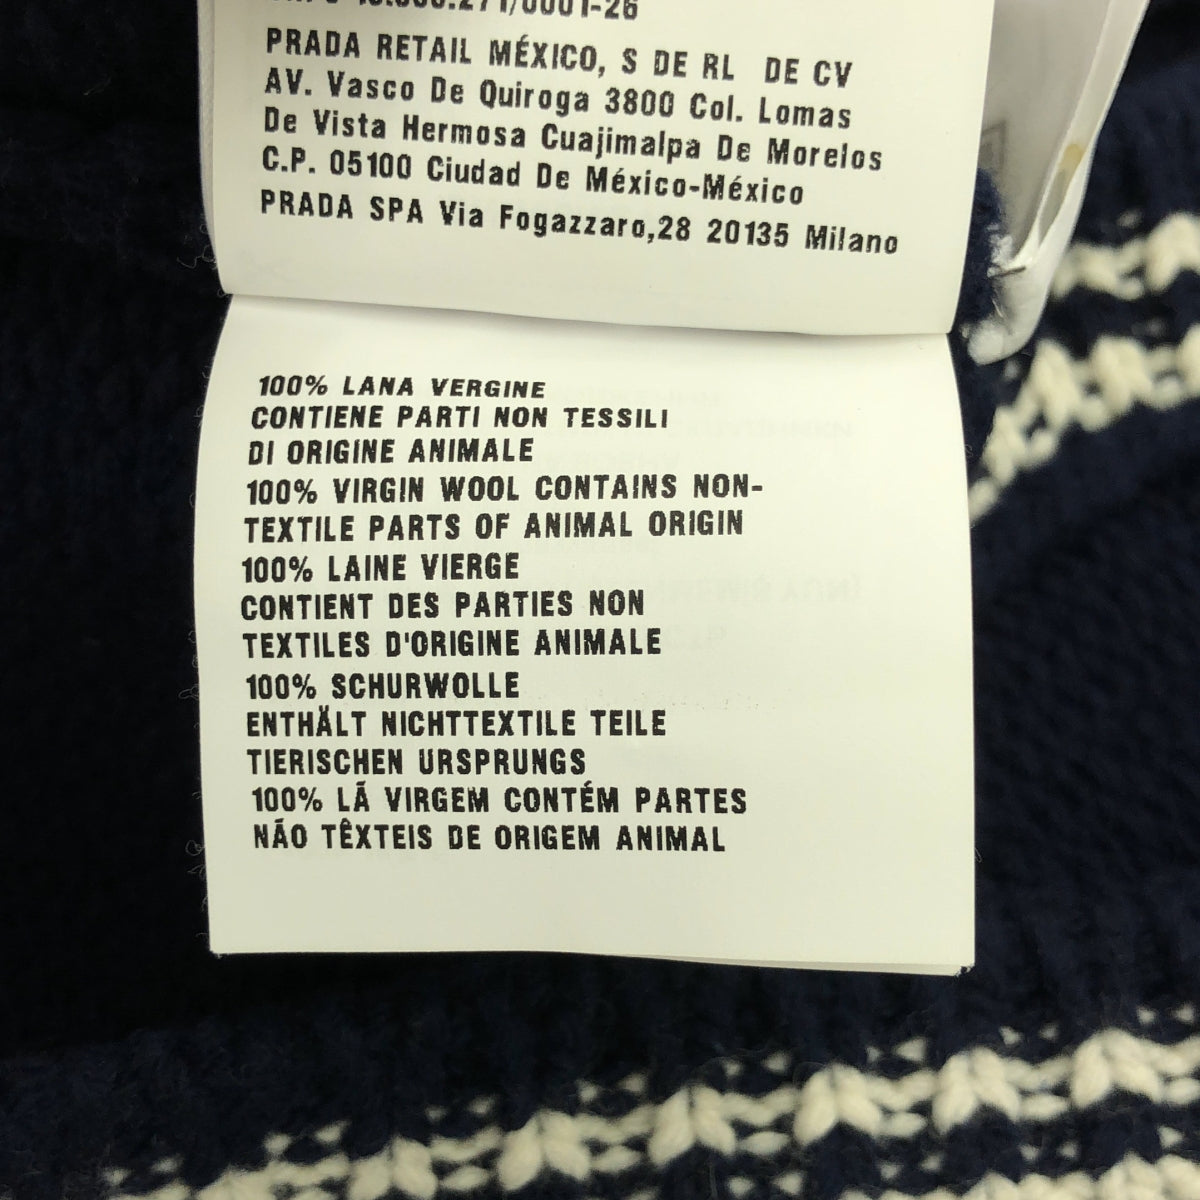 PRADA RETAIL MÉXICO, S DE RL DE CV
AV. Vasco De Quiroga 3800 Col. Lomas
De Vista Hermosa Cuajimalpa De Morelos
C.P. 05100 Ciudad De México-México
PRADA SPA Via Fogazzaro,28 20135 Milano
100% LANA VERGINE
CONTIENE PARTI NON TESSILI
DI ORIGINE ANIMALE
100% VIRGIN WOOL CONTAINS NON-
TEXTILE PARTS OF ANIMAL ORIGIN
100% LAINE VIERGE
CONTIENT DES PARTIES NON
TEXTILES D'ORIGINE ANIMALE
100% SCHURWOLLE
ENTHÄLT NICHTTEXTILE TEILE
TIERISCHEN URSPRUNGS
100% LÃ VIRGEM CONTÉM PARTES
NÃO TÊXTEIS DE ORIGEM ANIMAL